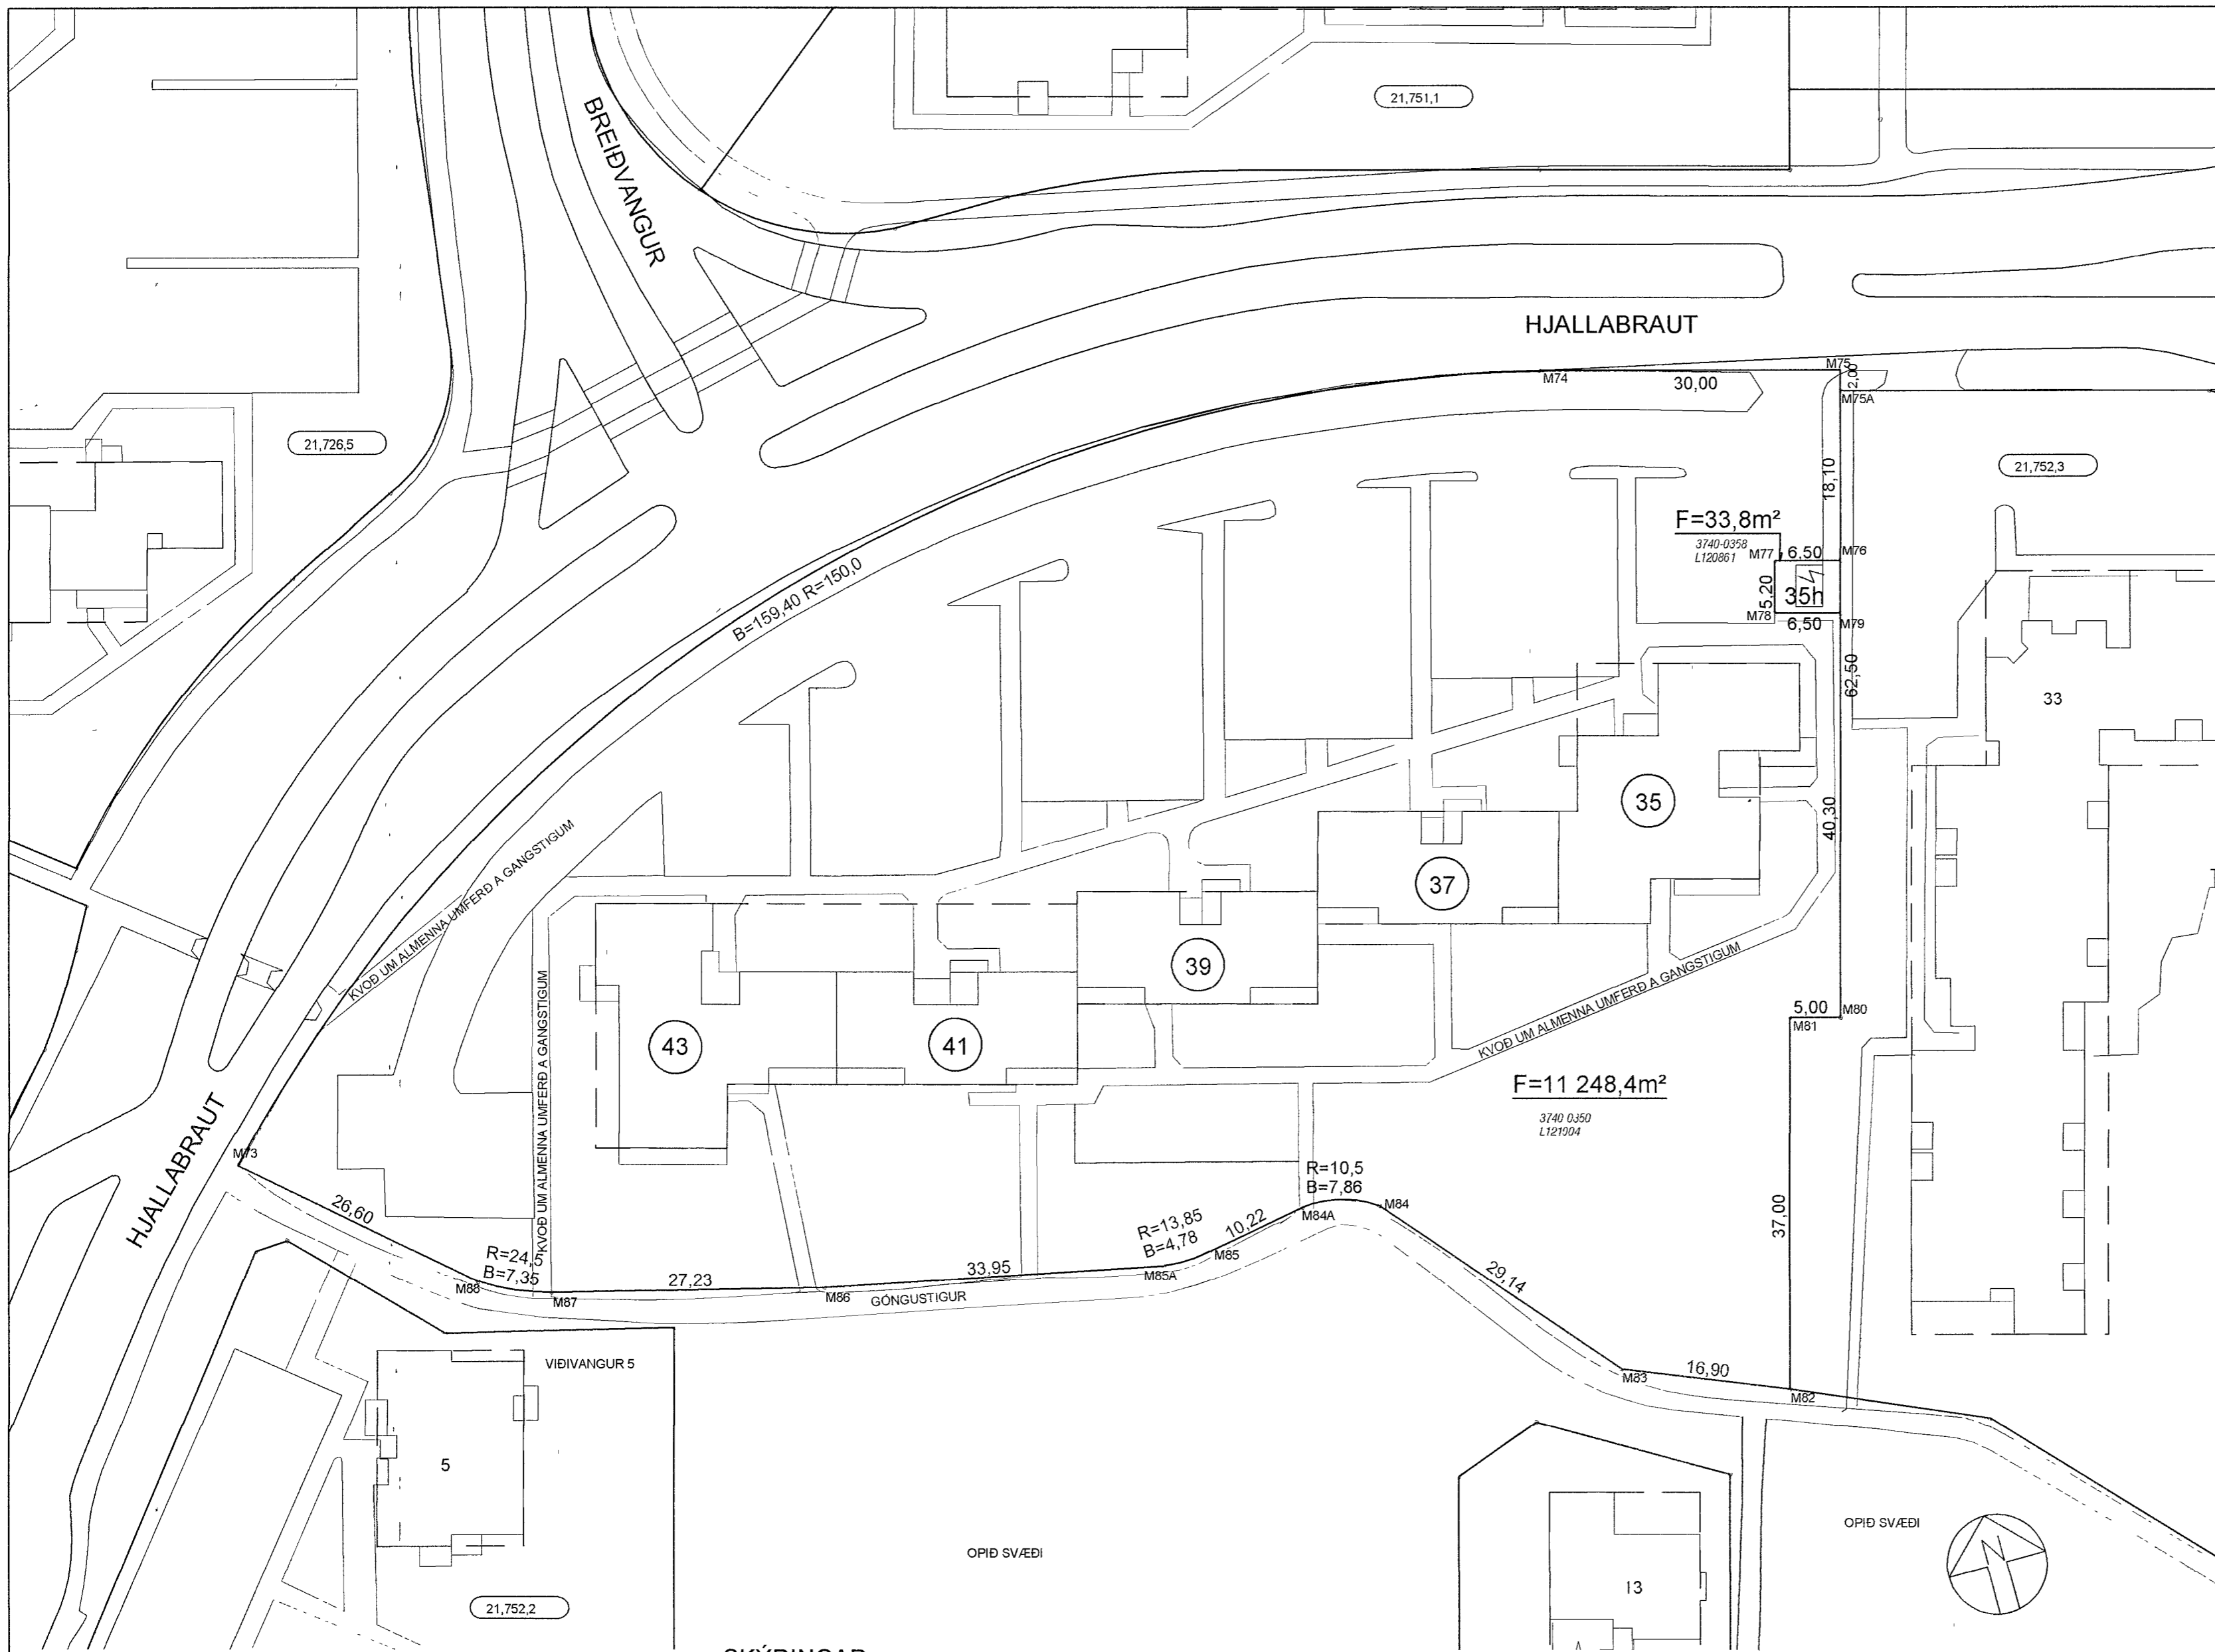 21,751,1
BREIÐVANGUR
HJALLABRAUT
M74
30,00
M75
2,00
M75A
21,726,5
21,752,3
18,10
F=33,8m²
3740-0358
L120861
M77
6,50
M76
5,20
35h
M78
6,50
M79
B=159,40 R=150,0
62,50
33
35
40,30
37
KVOÐ UM ALMENNA UMFERÐ A GANGSTIGUM
39
KVOÐ UM ALMENNA UMFERÐ A GANGSTIGUM
KVOÐ UM ALMENNA UMFERÐ A GANGSTIGUM
43
41
5,00
M80
M81
F=11 248,4m²
3740 0350
L121904
HJALLABRAUT
M73
26,60
R=24,5
B=7,35
M88
M87
27,23
M86
33,95
GÓNGUSTIGUR
R=13,85
B=4,78
M85A
10,22
M85
R=10,5
B=7,86
M84A
M84
37,00
29,14
M83
16,90
M82
VIÐIVANGUR 5
5
OPIÐ SVÆÐI
OPIÐ SVÆÐI
13
21,752,2